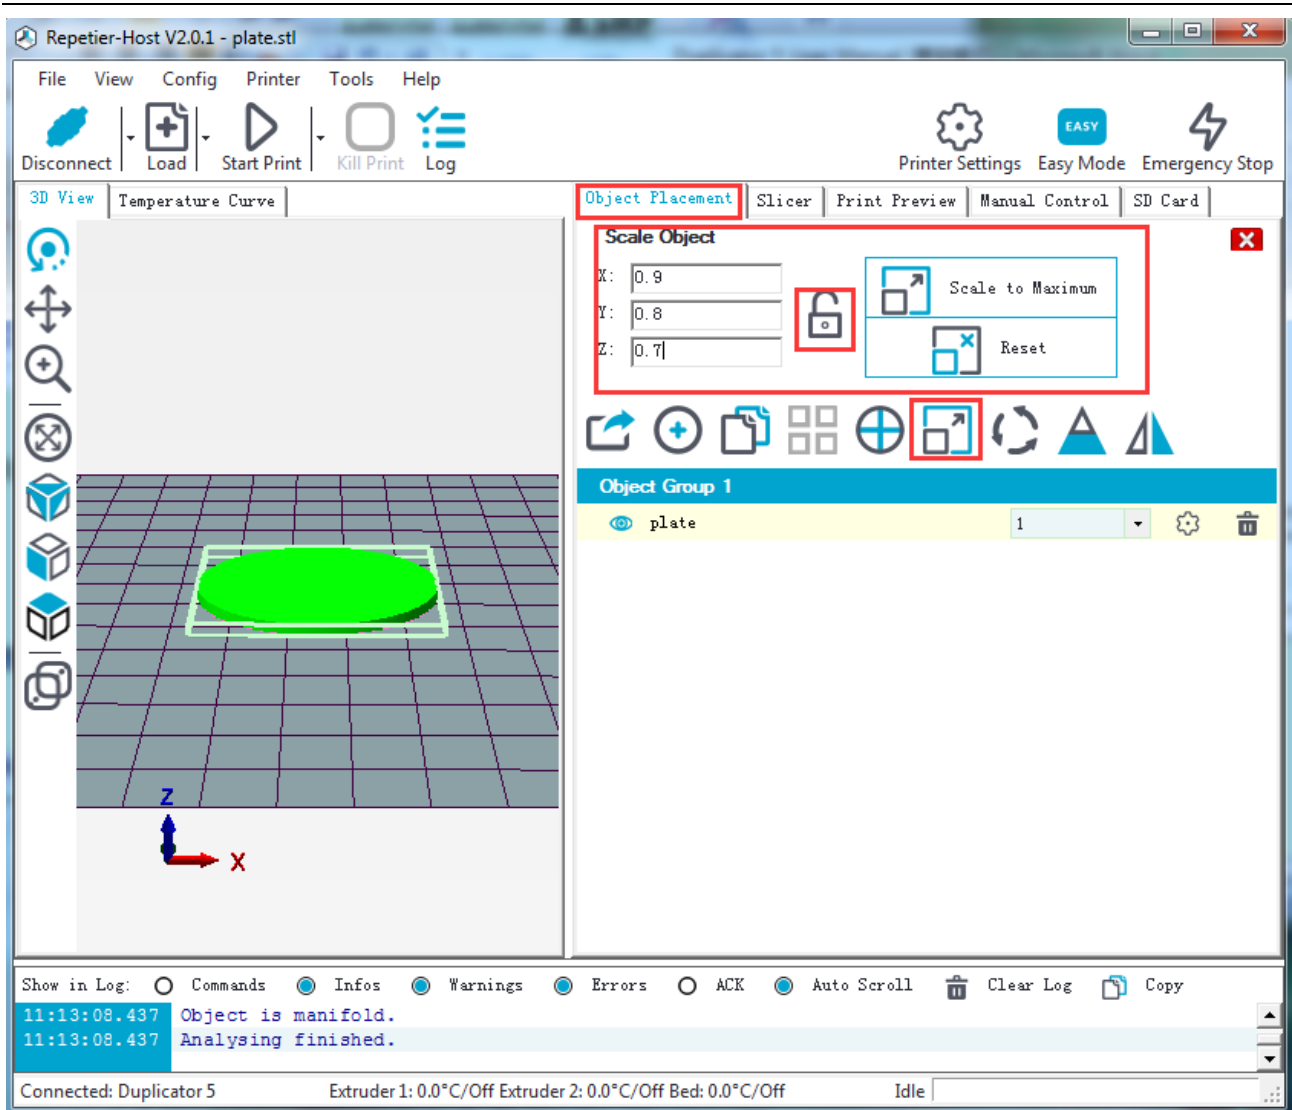 Repetier-Host V2.0.1 - plate.stl
File View Config Printer Tools Help
Disconnect Load Start Print Kill Print Log
EASY
Printer Settings Easy Mode Emergency Stop
3D View Temperature Curve
Object Placement Slicer Print Preview Manual Control SD Card
Scale Object
X: 0.9
Y: 0.8
Z: 0.7
Scale to Maximum
Reset
Object Group 1
plate 1
Z
X
Show in Log: Commands Infos Warnings Errors ACK Auto Scroll Clear Log Copy
11:13:08.437 Object is manifold.
11:13:08.437 Analysing finished.
Connected: Duplicator 5 Extruder 1: 0.0°C/Off Extruder 2: 0.0°C/Off Bed: 0.0°C/Off Idle